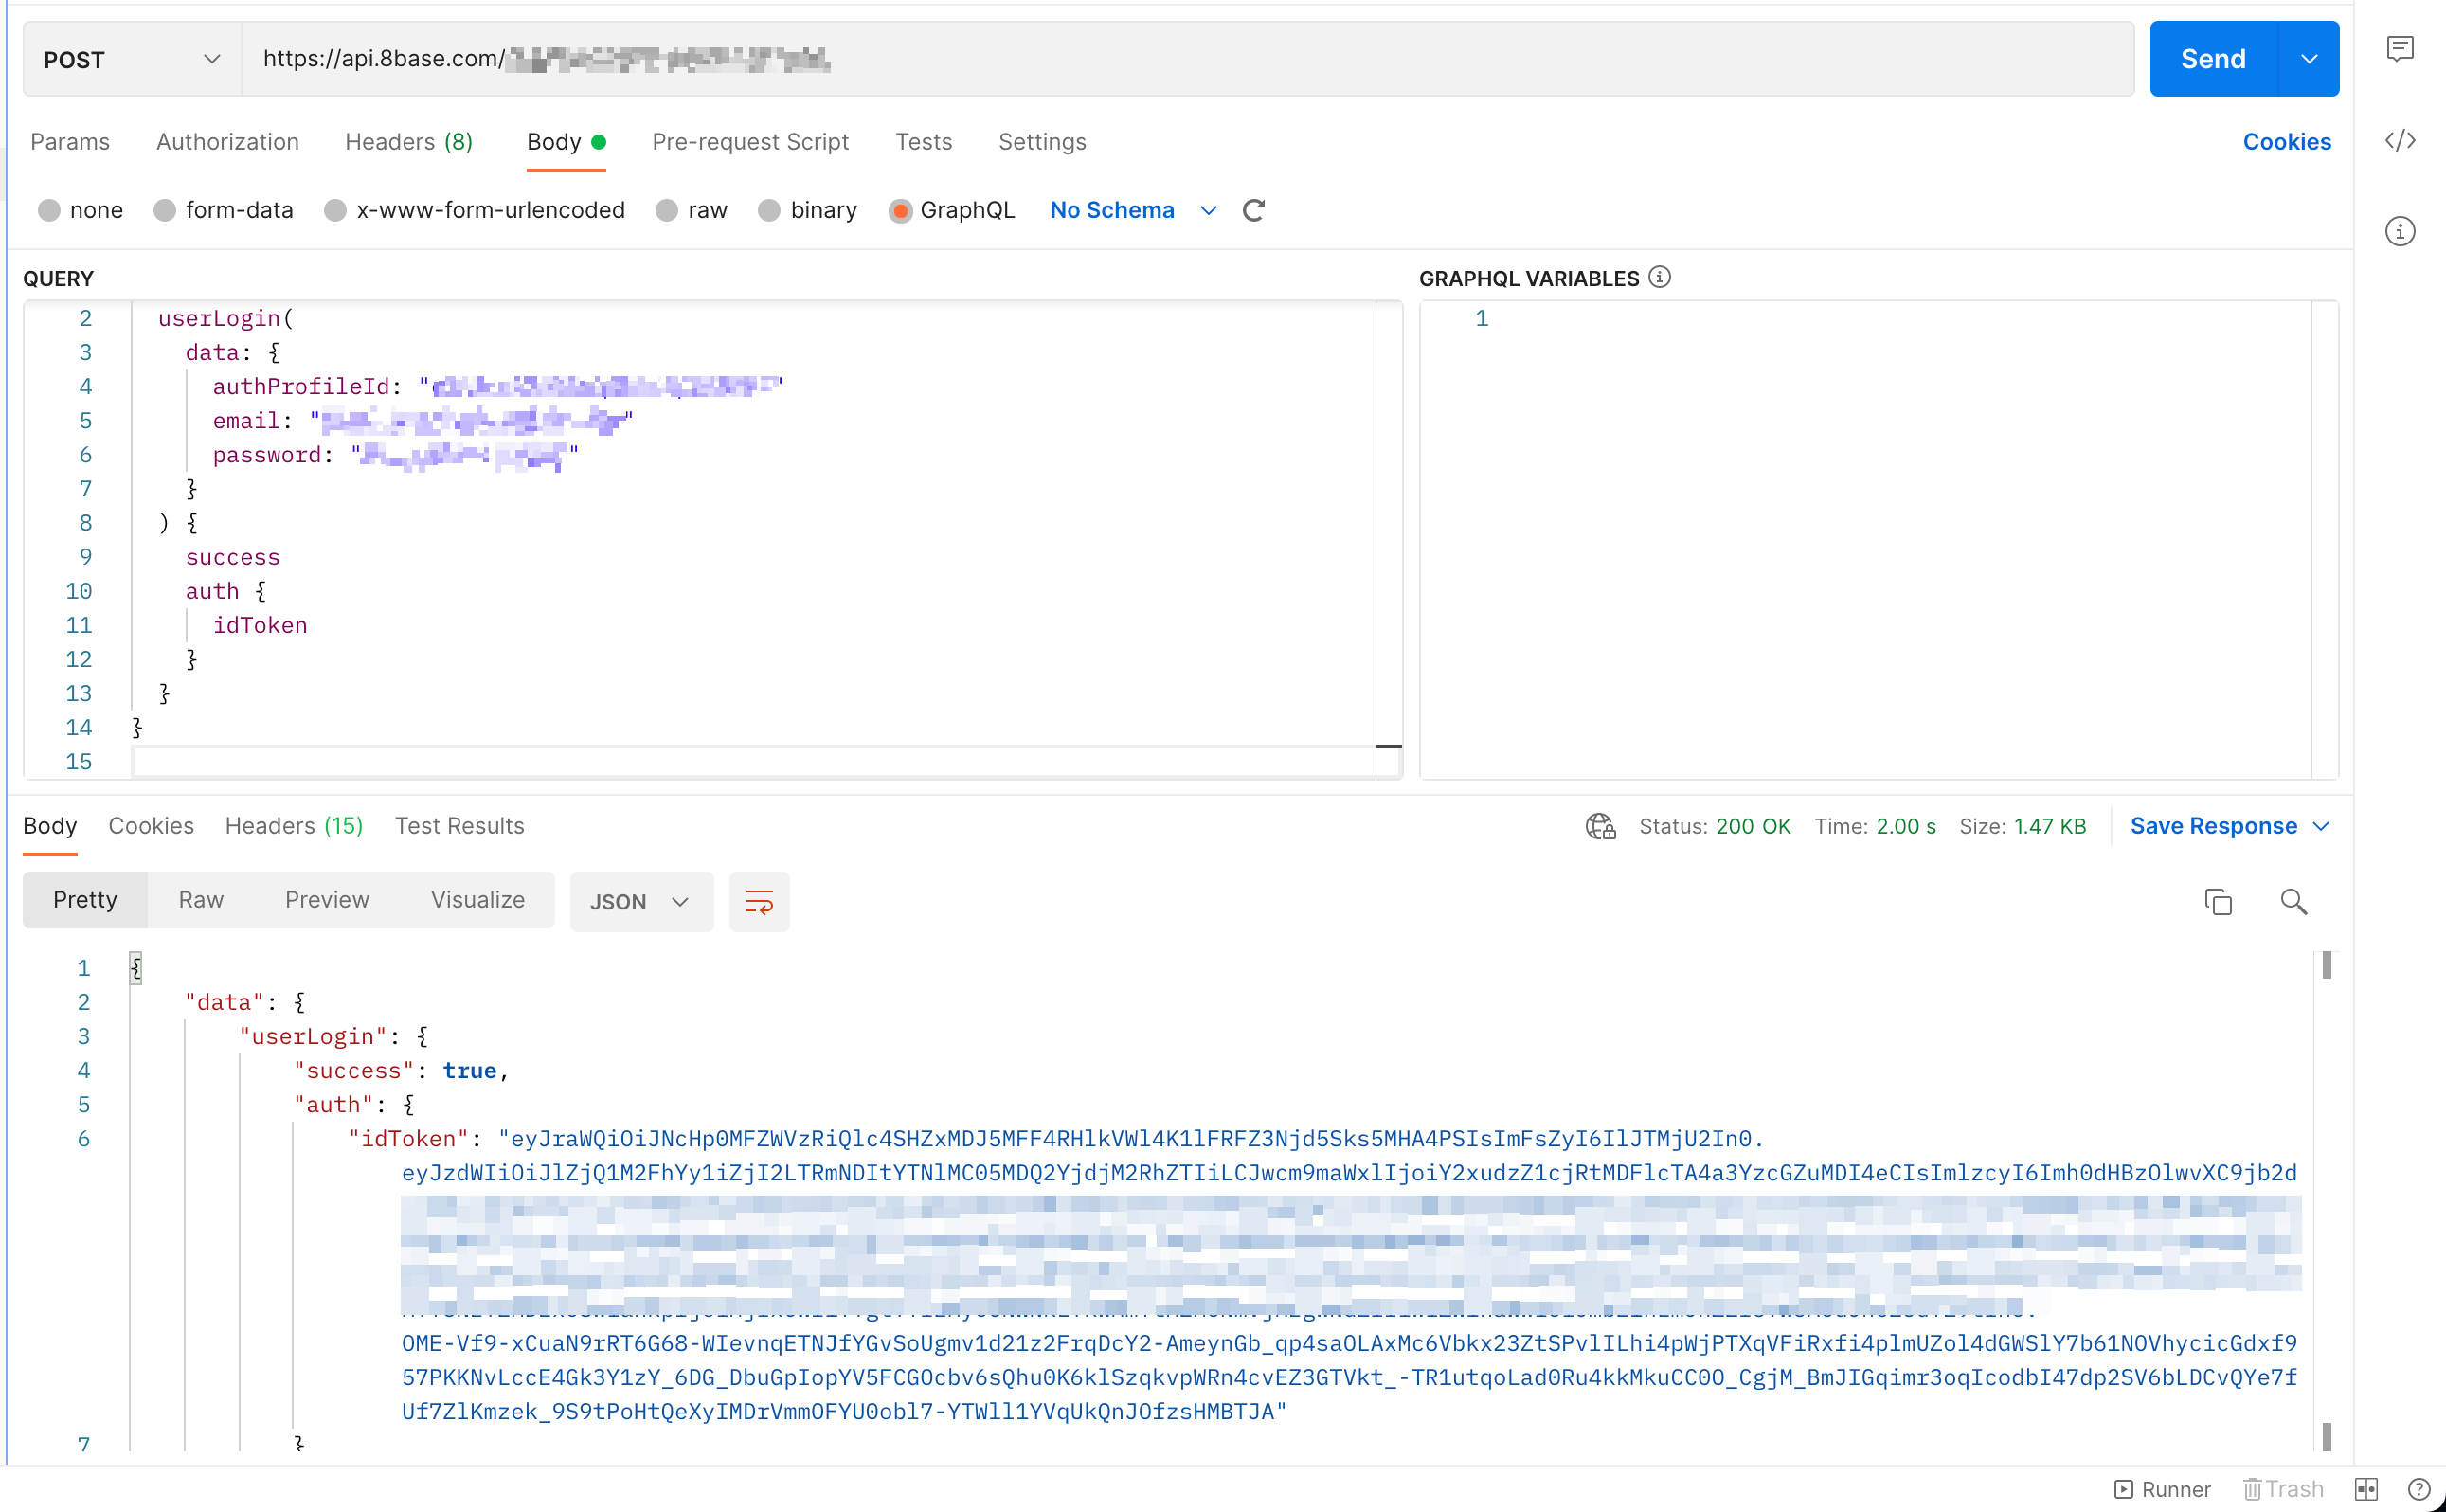 POST
https://api.8base.com/
Send
Params Authorization Headers (8) Body Pre-request Script Tests Settings Cookies
none form-data x-www-form-urlencoded raw binary GraphQL No Schema
QUERY
GRAPHQL VARIABLES
2 userLogin(
3 data: {
4 authProfileId: "
5 email: " "
6 password: " "
7 }
8 ) {
9 success
10 auth {
11 idToken
12 }
13 }
14 }
15
1
Body Cookies Headers (15) Test Results
Status: 200 OK Time: 2.00 s Size: 1.47 KB Save Response
Pretty Raw Preview Visualize JSON
1 {
2 "data": {
3 "userLogin": {
4 "success": true,
5 "auth": {
6 "idToken": "eyJraWQiOiJNcHp0MFZWVzRiQlc4SHZxMDJ5MFF4RHlkVWl4K1lFRFZ3Njd5Sks5MHA4PSIsImFsZyI6IlJTMjU2In0.
eyJzdWIiOiJlZjQ1M2FhYy1iZjI2LTRmNDItYTNlMC05MDQ2YjdjM2RhZTIiLCJwcm9maWxlIjoiY2xudzZ1cjRtMDFlcTA4a3YzcGZuMDI4eCIsImlzcyI6Imh0dHBzOlwvXC9jb2d
OME-Vf9-xCuaN9rRT6G68-WIevnqETNJfYGvSoUgmv1d21z2FrqDcY2-AmeynGb_qp4saOLAxMc6Vbkx23ZtSPvlILhi4pWjPTXqVFiRxfi4plmUZol4dGWSlY7b61NOVhycicGdxf9
57PKKNvLccE4Gk3Y1zY_6DG_DbuGpIopYV5FCGOcbv6sQhu0K6klSzqkvpWRn4cvEZ3GTVkt_-TR1utqoLad0Ru4kkMkuCC0O_CgjM_BmJIGqimr3oqIcodbI47dp2SV6bLDCvQYe7f
Uf7ZlKmzek_9S9tPoHtQeXyIMDrVmmOFYU0obl7-YTWll1YVqUkQnJOfzsHMBTJA"
7 }
Runner Trash